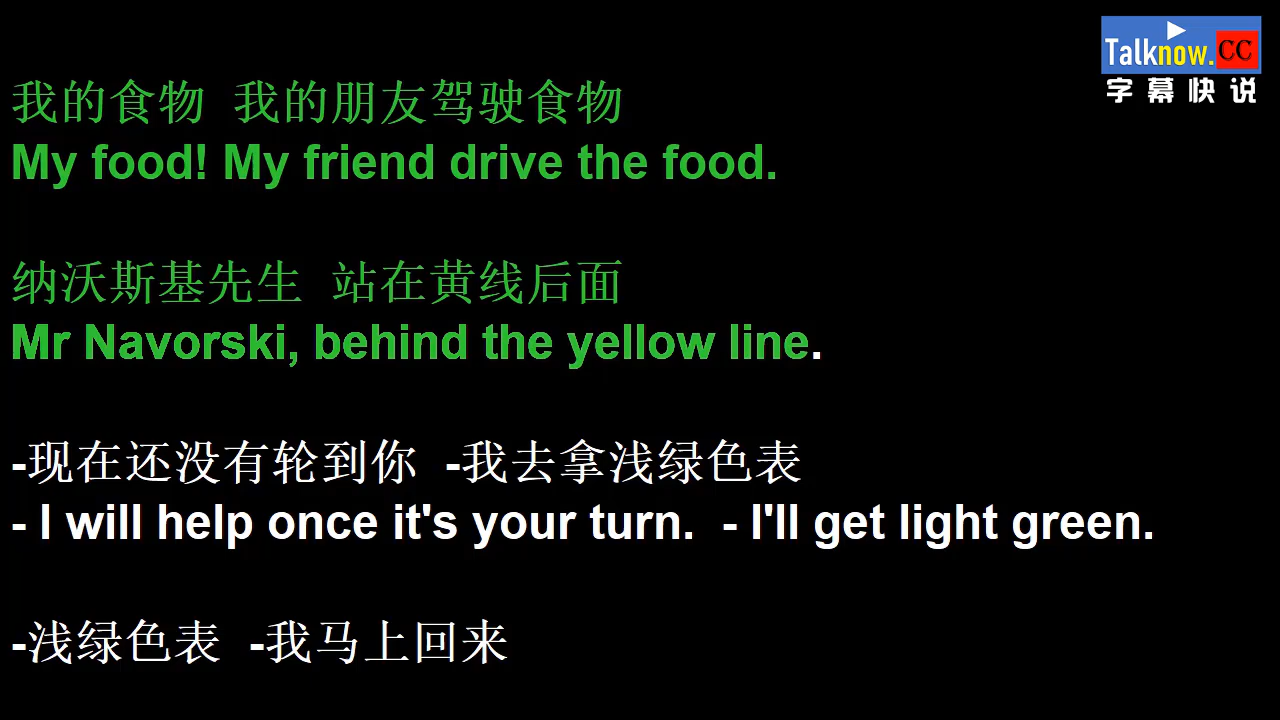 Talknow.CC
字幕快说
我的食物 我的朋友驾驶食物
My food! My friend drive the food.
纳沃斯基先生 站在黄线后面
Mr Navorski, behind the yellow line.
-现在还没有轮到你 -我去拿浅绿色表
- I will help once it's your turn. - I'll get light green.
-浅绿色表 -我马上回来